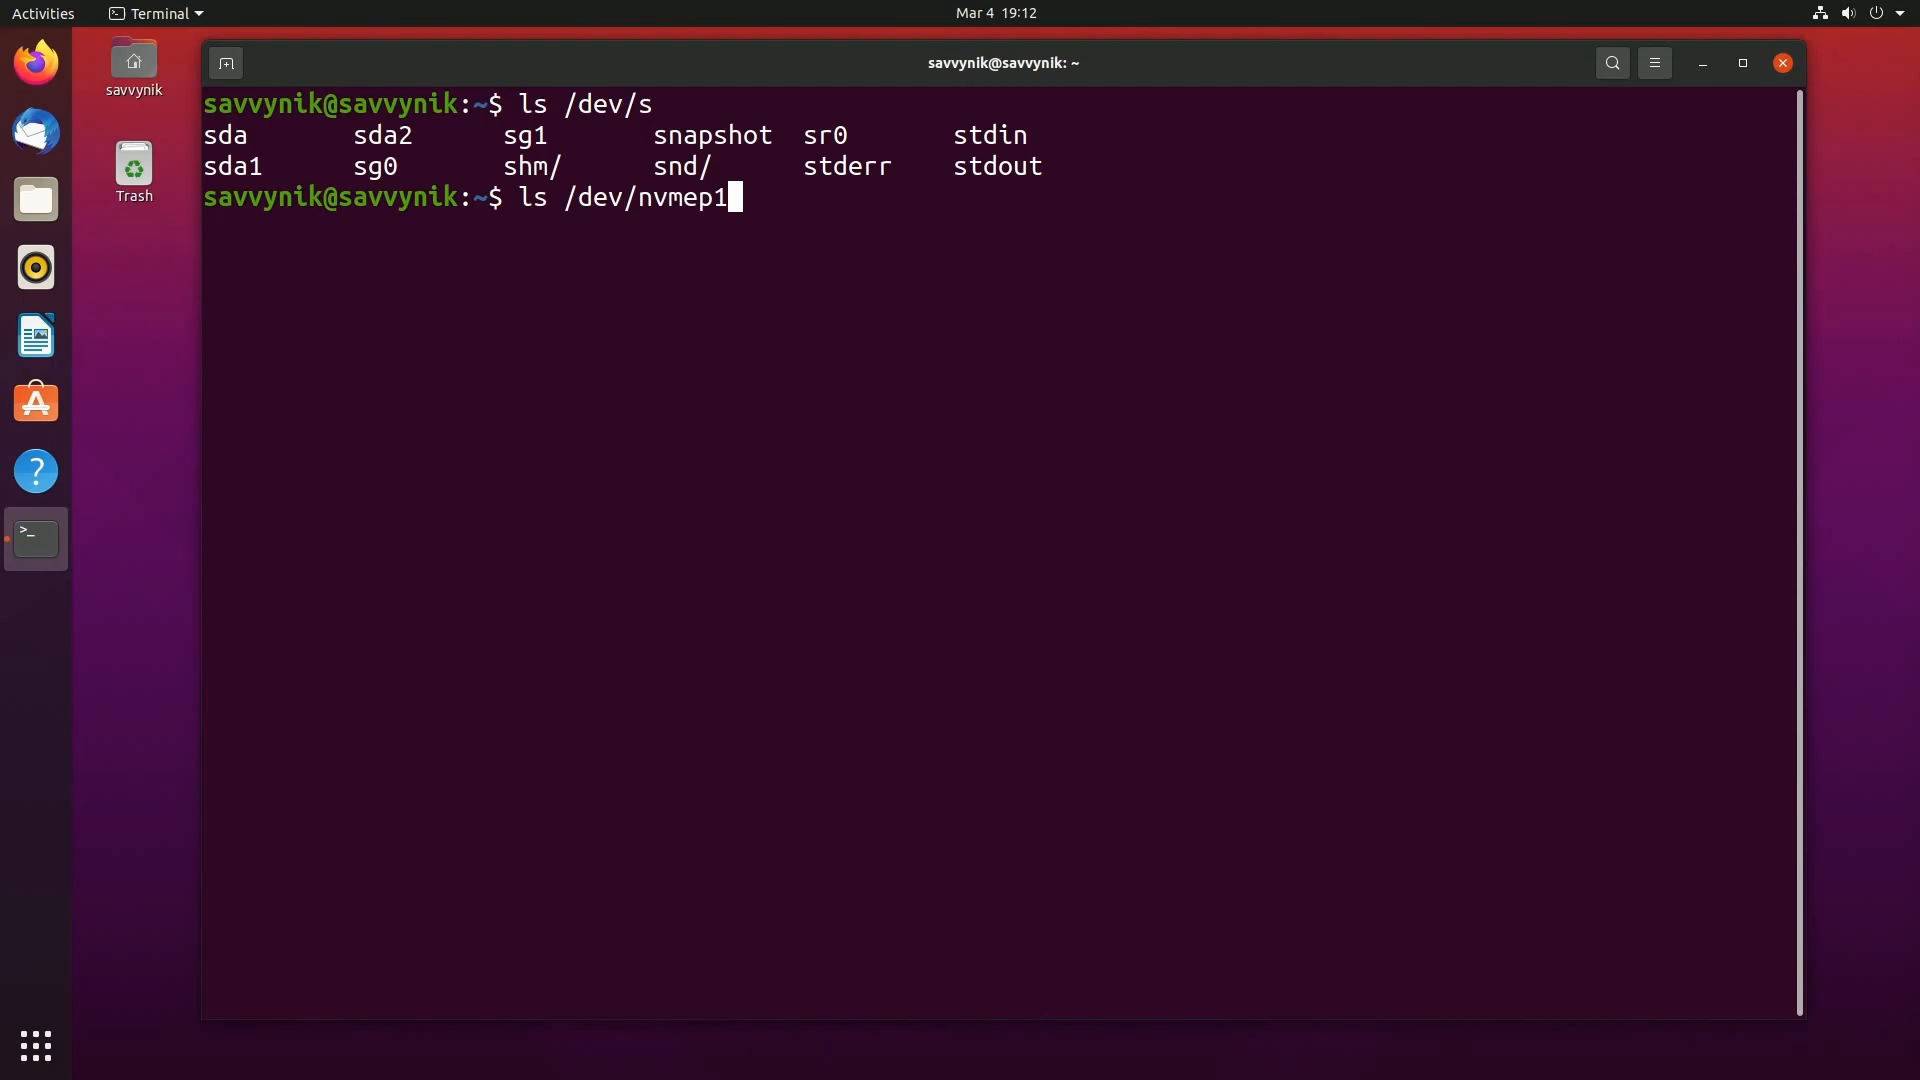 Activities Terminal Mar 4 19:12
savvynik@savvynik: ~
savvynik
Trash
savvynik@savvynik:~$ ls /dev/s
sda sda2 sg1 snapshot sr0 stdin
sda1 sg0 shm/ snd/ stderr stdout
savvynik@savvynik:~$ ls /dev/nvmep1